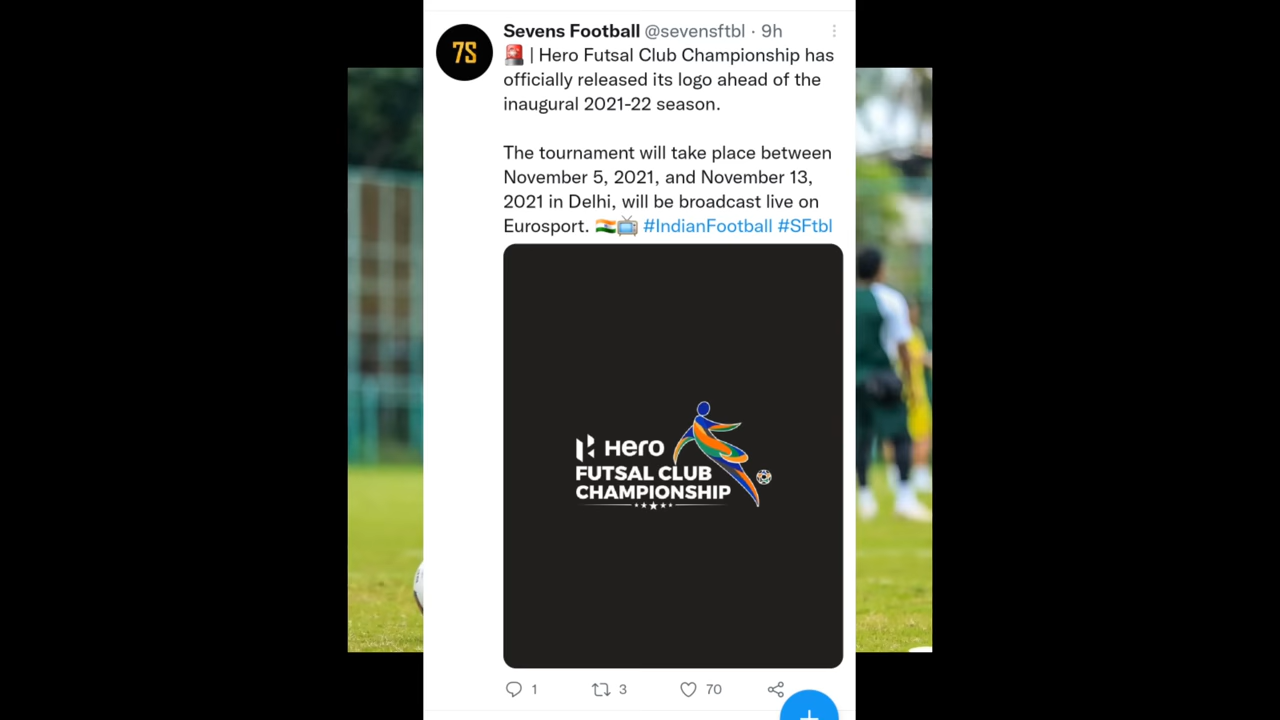 7S
Sevens Football @sevensftbl · 9h
🚨 | Hero Futsal Club Championship has
officially released its logo ahead of the
inaugural 2021-22 season.
The tournament will take place between
November 5, 2021, and November 13,
2021 in Delhi, will be broadcast live on
Eurosport. 🇮🇳📺 #IndianFootball #SFtbl
Hero
FUTSAL CLUB
CHAMPIONSHIP
1 3 70